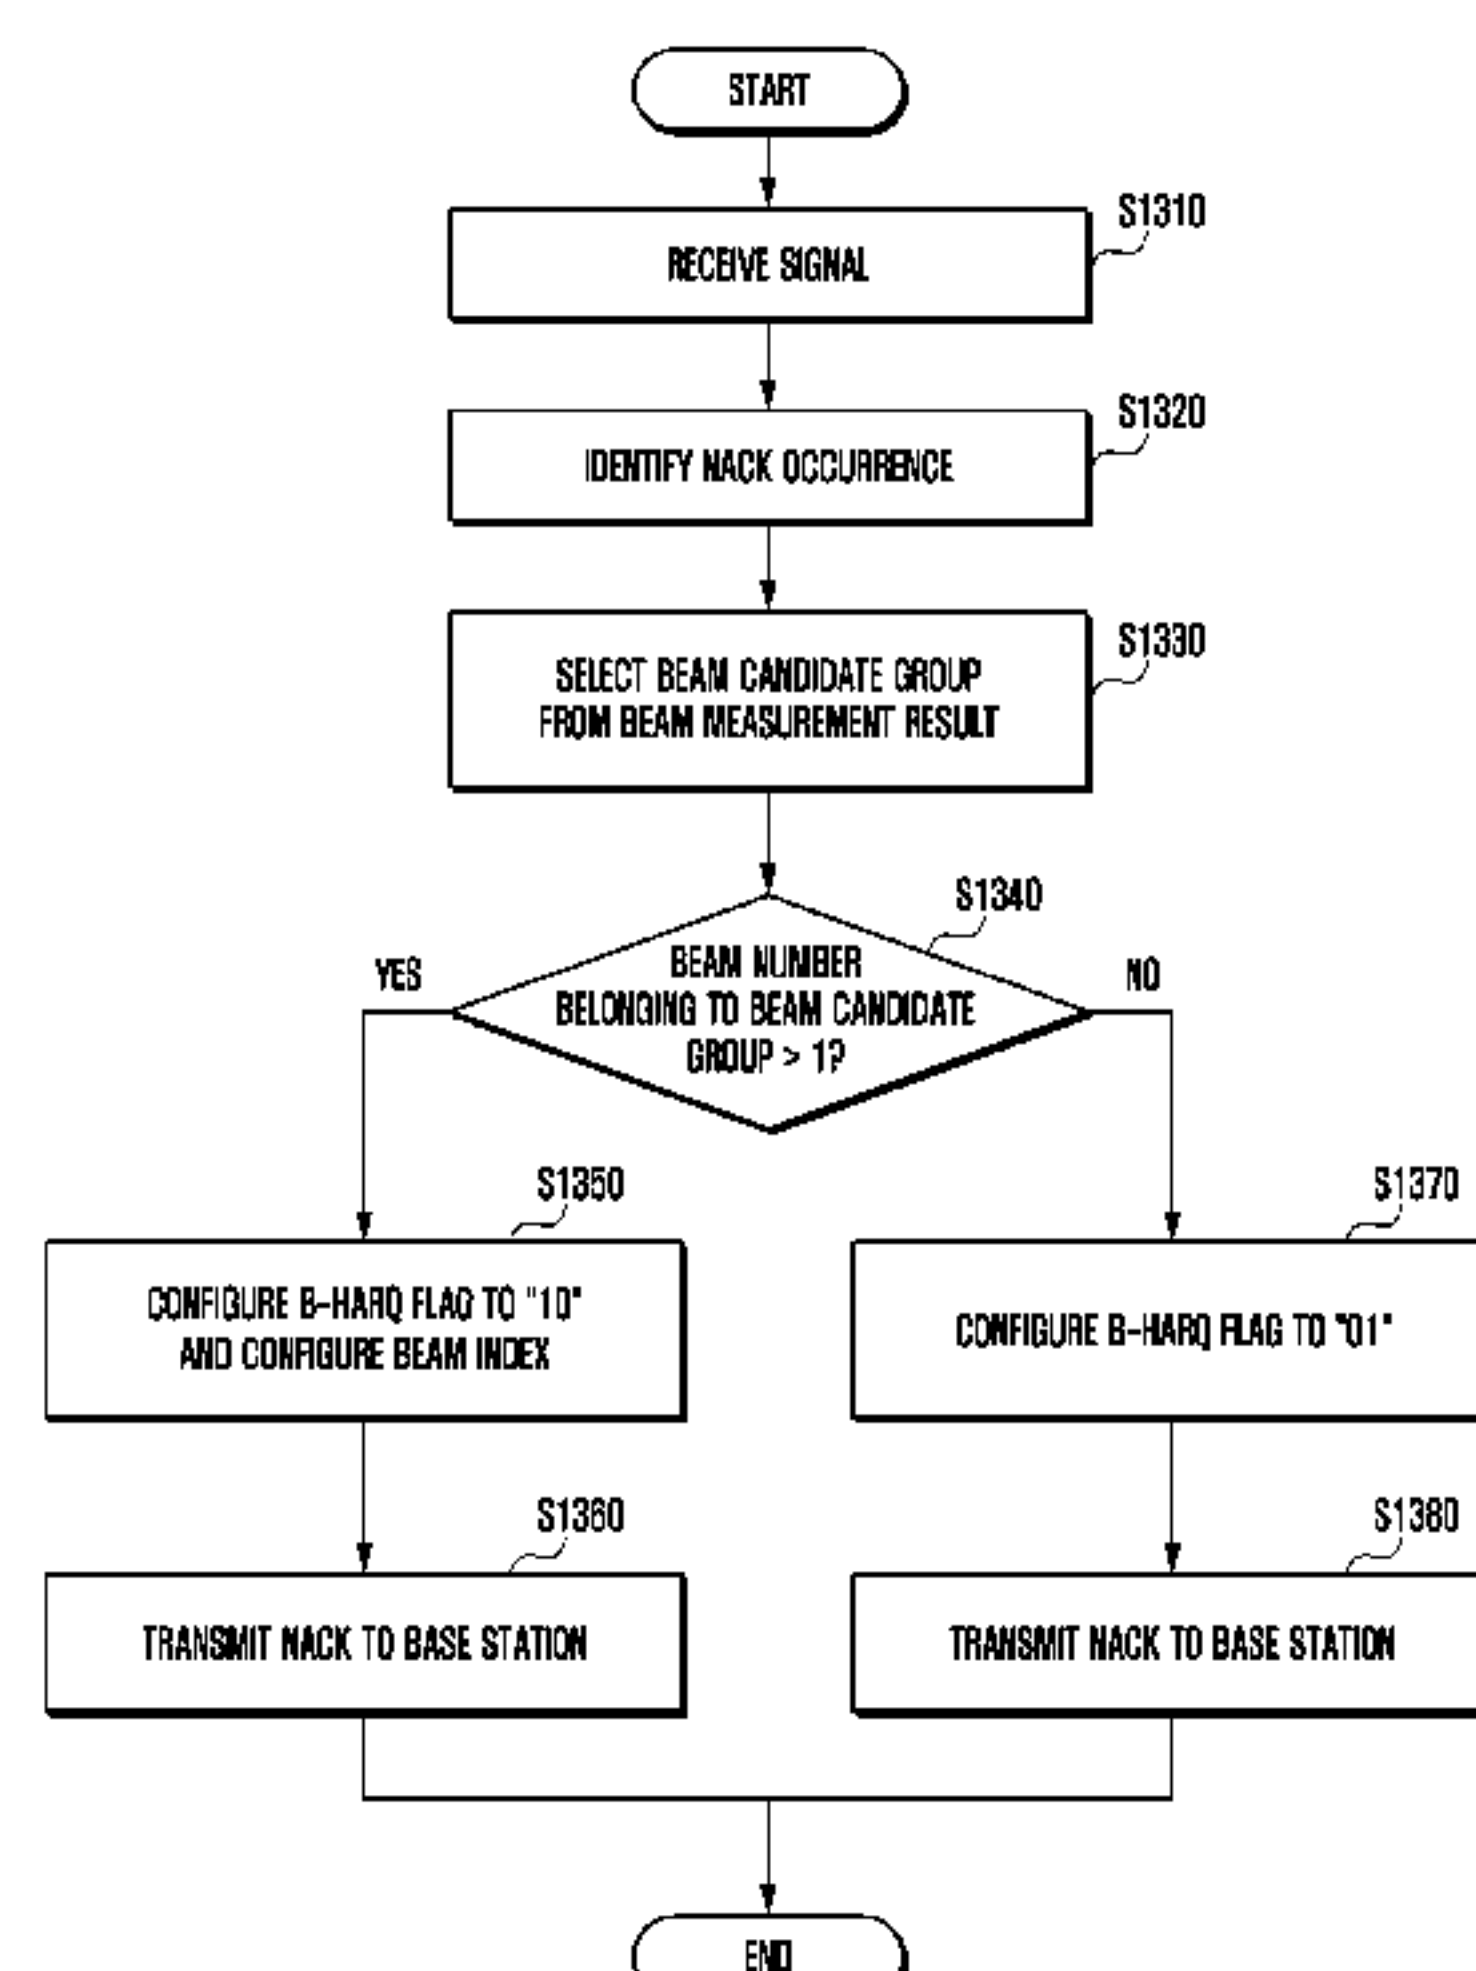 START
S1310
RECEIVE SIGNAL
S1320
IDENTIFY NACK OCCURRENCE
S1330
SELECT BEAM CANDIDATE GROUP
FROM BEAM MEASUREMENT RESULT
S1340
YES
NO
BEAM NUMBER
BELONGING TO BEAM CANDIDATE
GROUP > 1?
S1350
CONFIGURE B-HARQ FLAG TO "10"
AND CONFIGURE BEAM INDEX
S1370
CONFIGURE B-HARQ FLAG TO "01"
S1360
TRANSMIT NACK TO BASE STATION
S1380
TRANSMIT NACK TO BASE STATION
END